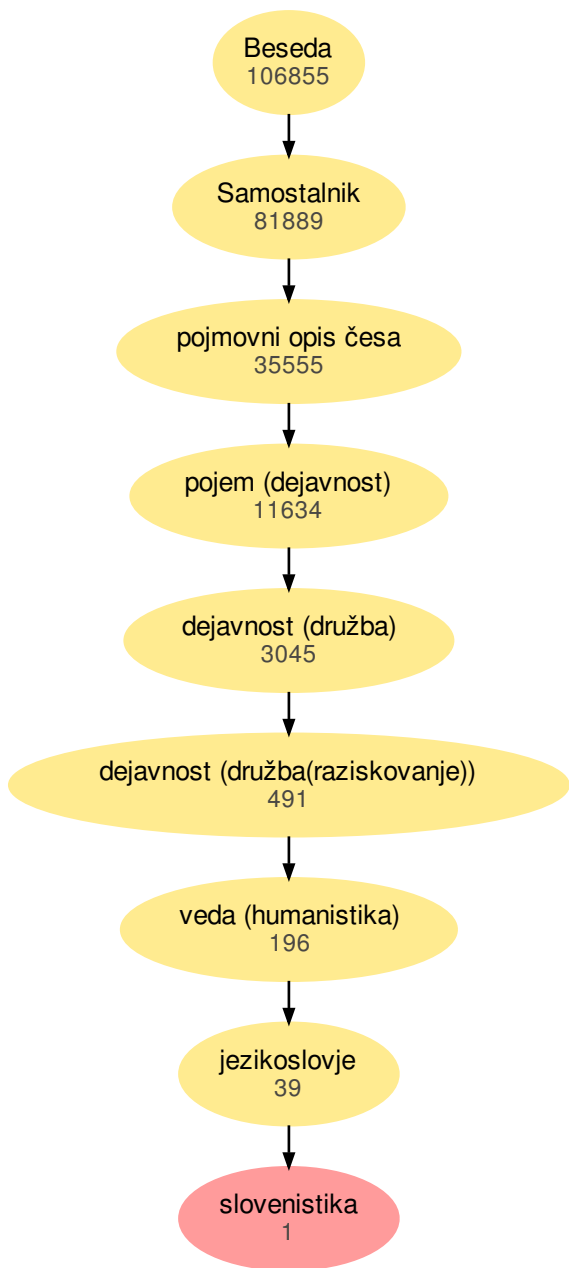 Beseda
106855
Samostalnik
81889
pojmovni opis česa
35555
pojem (dejavnost)
11634
dejavnost (družba)
3045
dejavnost (družba(raziskovanje))
491
veda (humanistika)
196
jezikoslovje
39
slovenistika
1